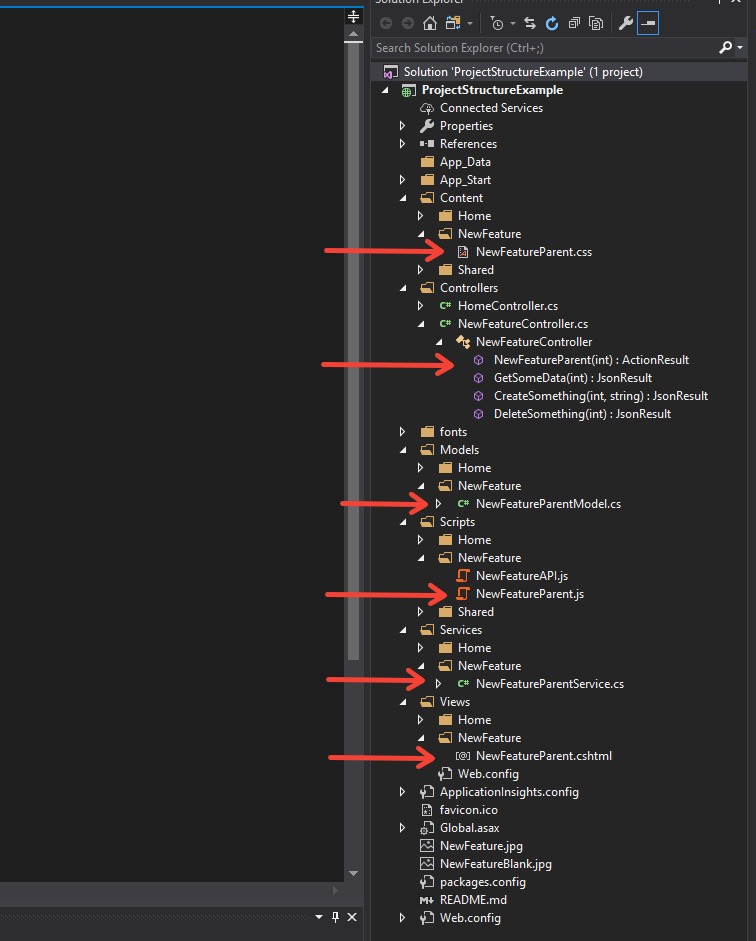 Solution Explorer
Search Solution Explorer (Ctrl+;)
Solution 'ProjectStructureExample' (1 project)
ProjectStructureExample
Connected Services
Properties
References
App_Data
App_Start
Content
Home
NewFeature
NewFeatureParent.css
Shared
Controllers
C# HomeController.cs
C# NewFeatureController.cs
NewFeatureController
NewFeatureParent(int) : ActionResult
GetSomeData(int) : JsonResult
CreateSomething(int, string) : JsonResult
DeleteSomething(int) : JsonResult
fonts
Models
Home
NewFeature
C# NewFeatureParentModel.cs
Scripts
Home
NewFeature
NewFeatureAPI.js
NewFeatureParent.js
Shared
Services
Home
NewFeature
C# NewFeatureParentService.cs
Views
Home
NewFeature
[@] NewFeatureParent.cshtml
Web.config
ApplicationInsights.config
favicon.ico
Global.asax
NewFeature.jpg
NewFeatureBlank.jpg
packages.config
M↓ README.md
Web.config